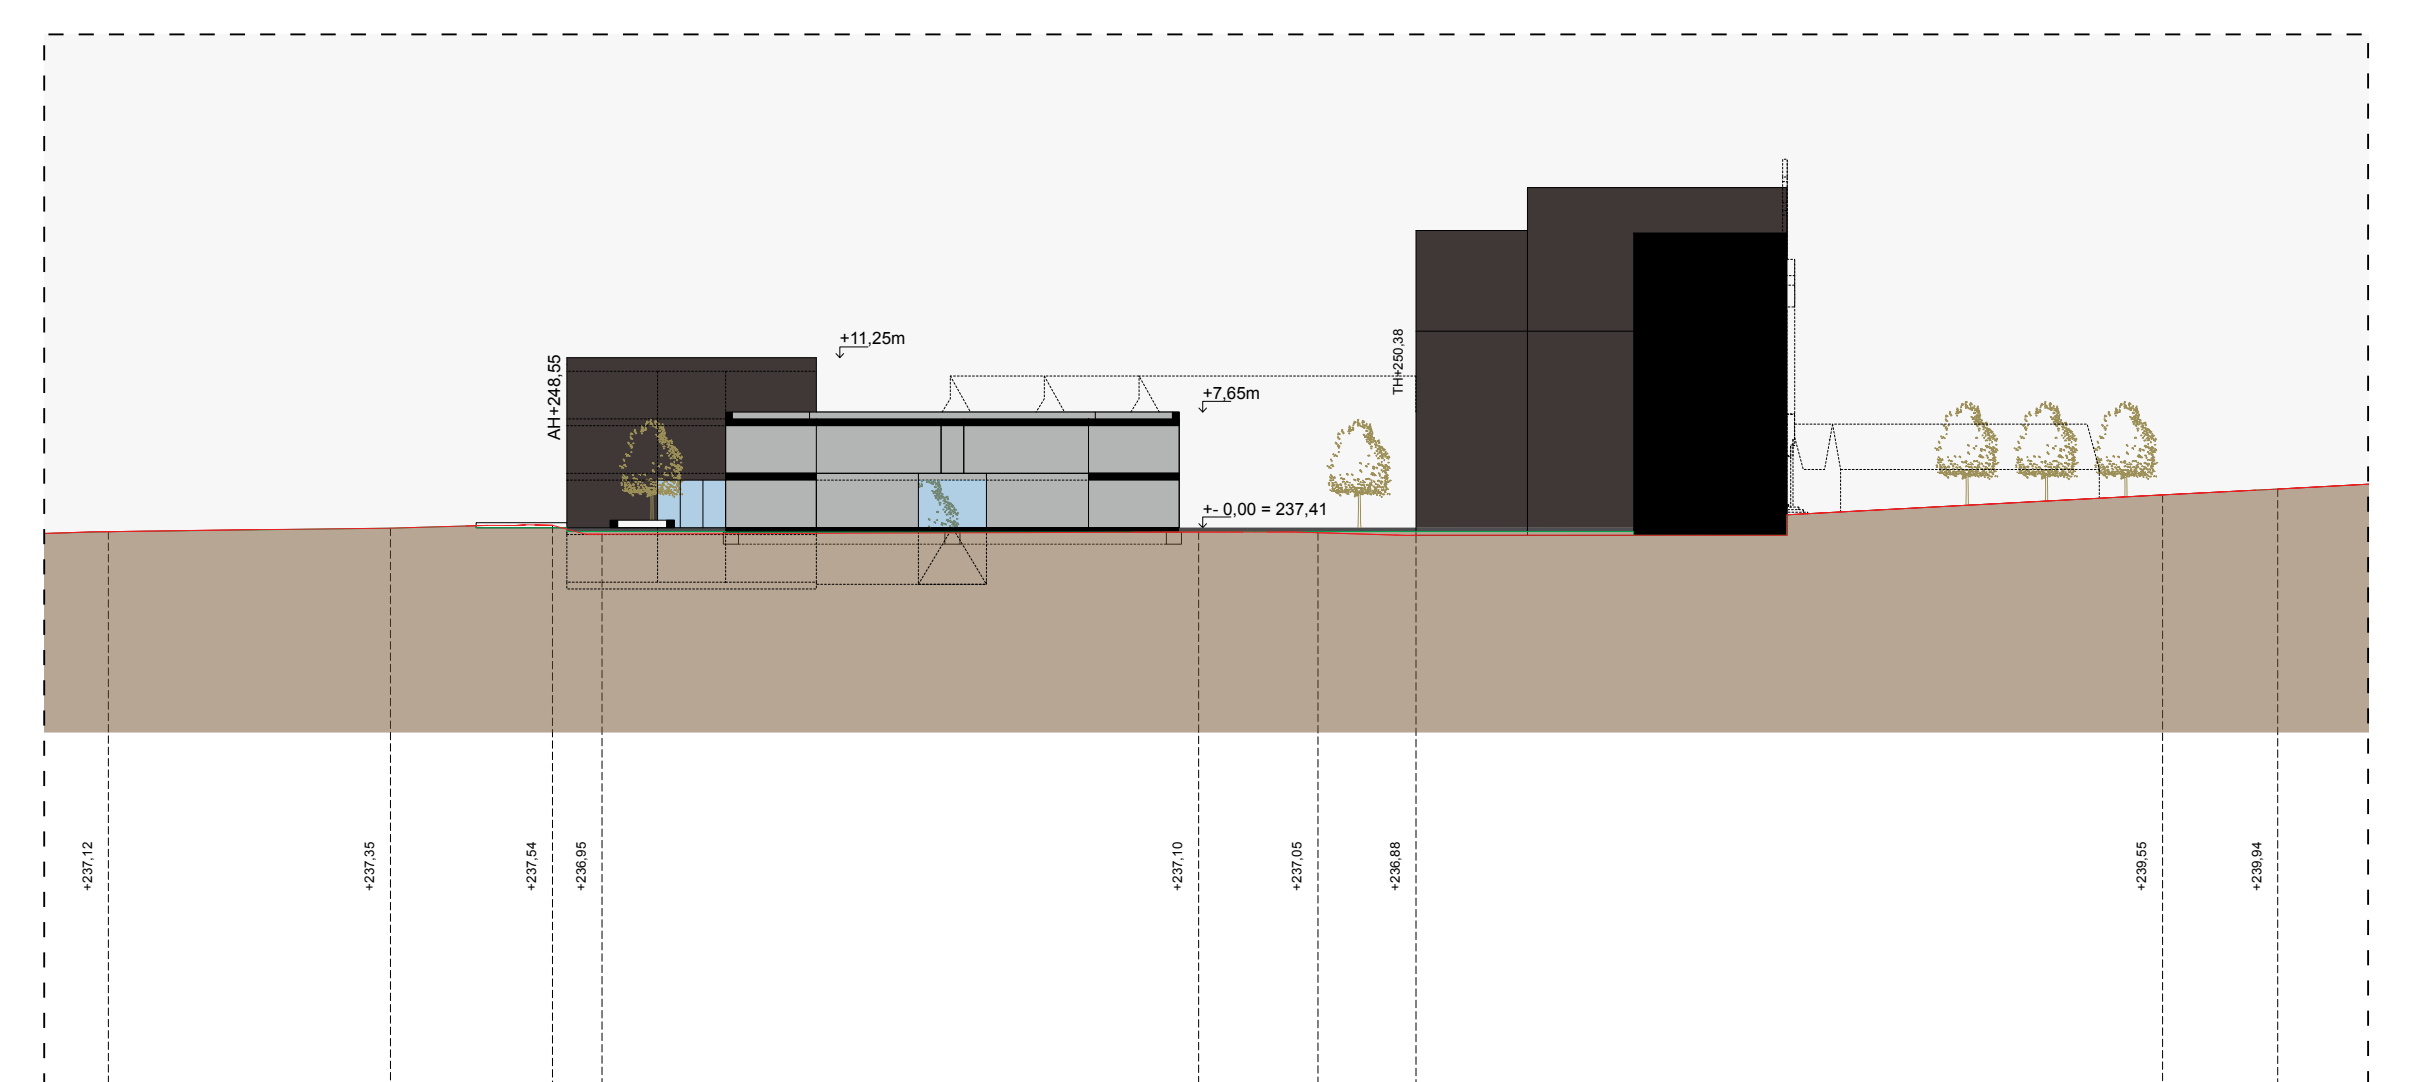 +11,25m
AH+248,55
TH+250,38
+7,65m
+- 0,00 = 237,41
+237,12
+237,35
+237,54
+236,95
+237,10
+237,05
+236,88
+239,55
+239,94